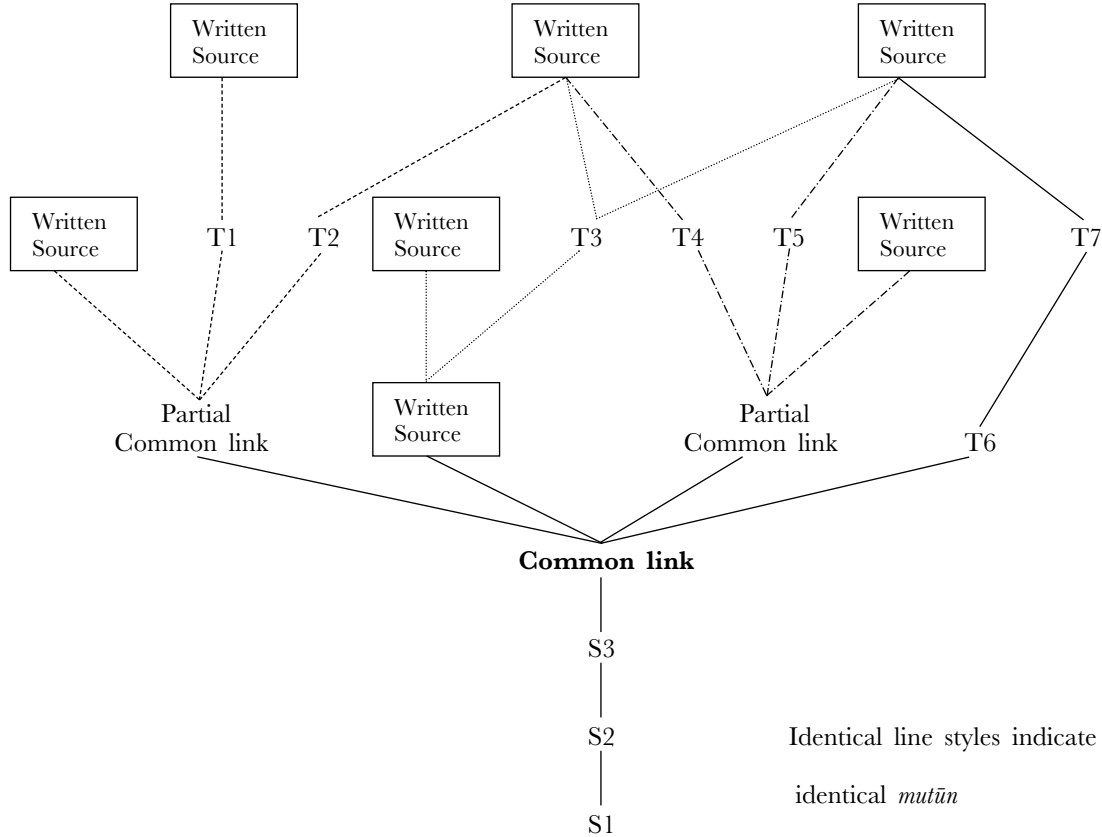 Written
Source
Written
Source
Written
Source
Written
Source
T1
T2
Written
Source
T3
T4
T5
Written
Source
T7
Partial
Common link
Written
Source
Partial
Common link
T6
Common link
S3
S2
Identical line styles indicate
identical mutūn
S1